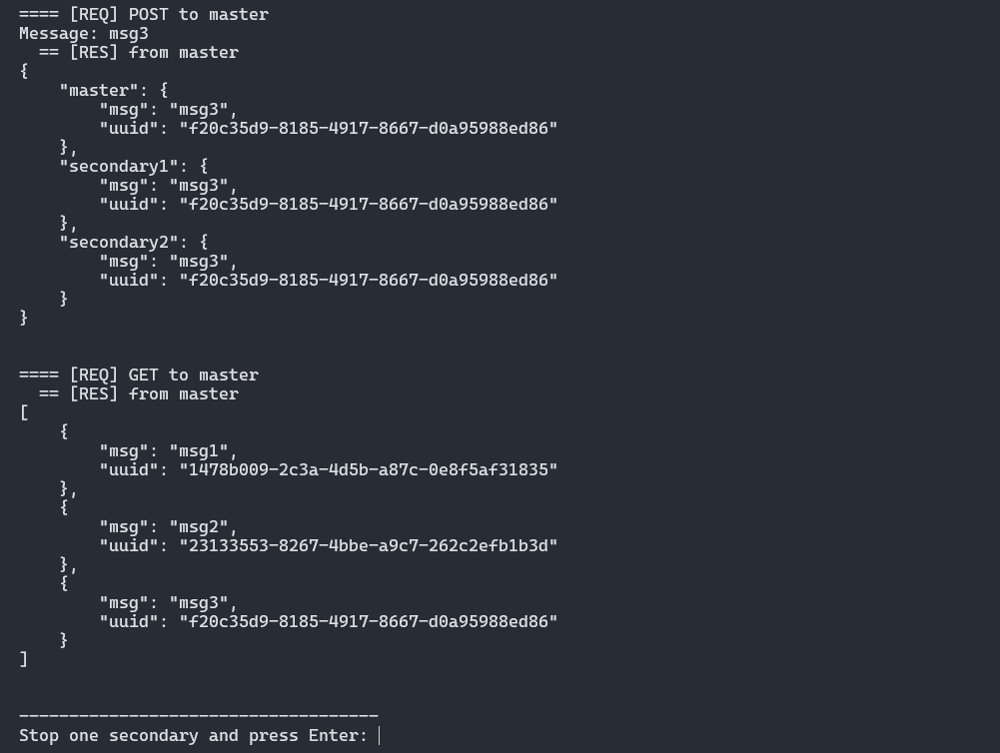 ==== [REQ] POST to master
Message: msg3
  == [RES] from master
{
    "master": {
        "msg": "msg3",
        "uuid": "f20c35d9-8185-4917-8667-d0a95988ed86"
    },
    "secondary1": {
        "msg": "msg3",
        "uuid": "f20c35d9-8185-4917-8667-d0a95988ed86"
    },
    "secondary2": {
        "msg": "msg3",
        "uuid": "f20c35d9-8185-4917-8667-d0a95988ed86"
    }
}
==== [REQ] GET to master
  == [RES] from master
[
    {
        "msg": "msg1",
        "uuid": "1478b009-2c3a-4d5b-a87c-0e8f5af31835"
    },
    {
        "msg": "msg2",
        "uuid": "23133553-8267-4bbe-a9c7-262c2efb1b3d"
    },
    {
        "msg": "msg3",
        "uuid": "f20c35d9-8185-4917-8667-d0a95988ed86"
    }
]
------------------------------------
Stop one secondary and press Enter: